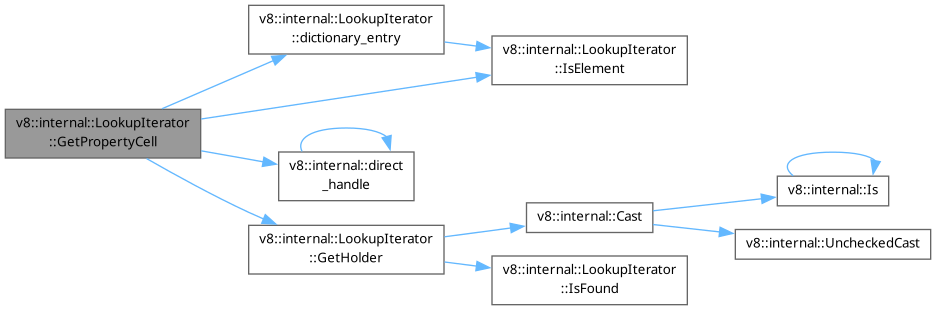 v8::internal::LookupIterator
::dictionary_entry
v8::internal::LookupIterator
::IsElement
v8::internal::LookupIterator
::GetPropertyCell
v8::internal::direct
_handle
v8::internal::Is
v8::internal::Cast
v8::internal::UncheckedCast
v8::internal::LookupIterator
::GetHolder
v8::internal::LookupIterator
::IsFound